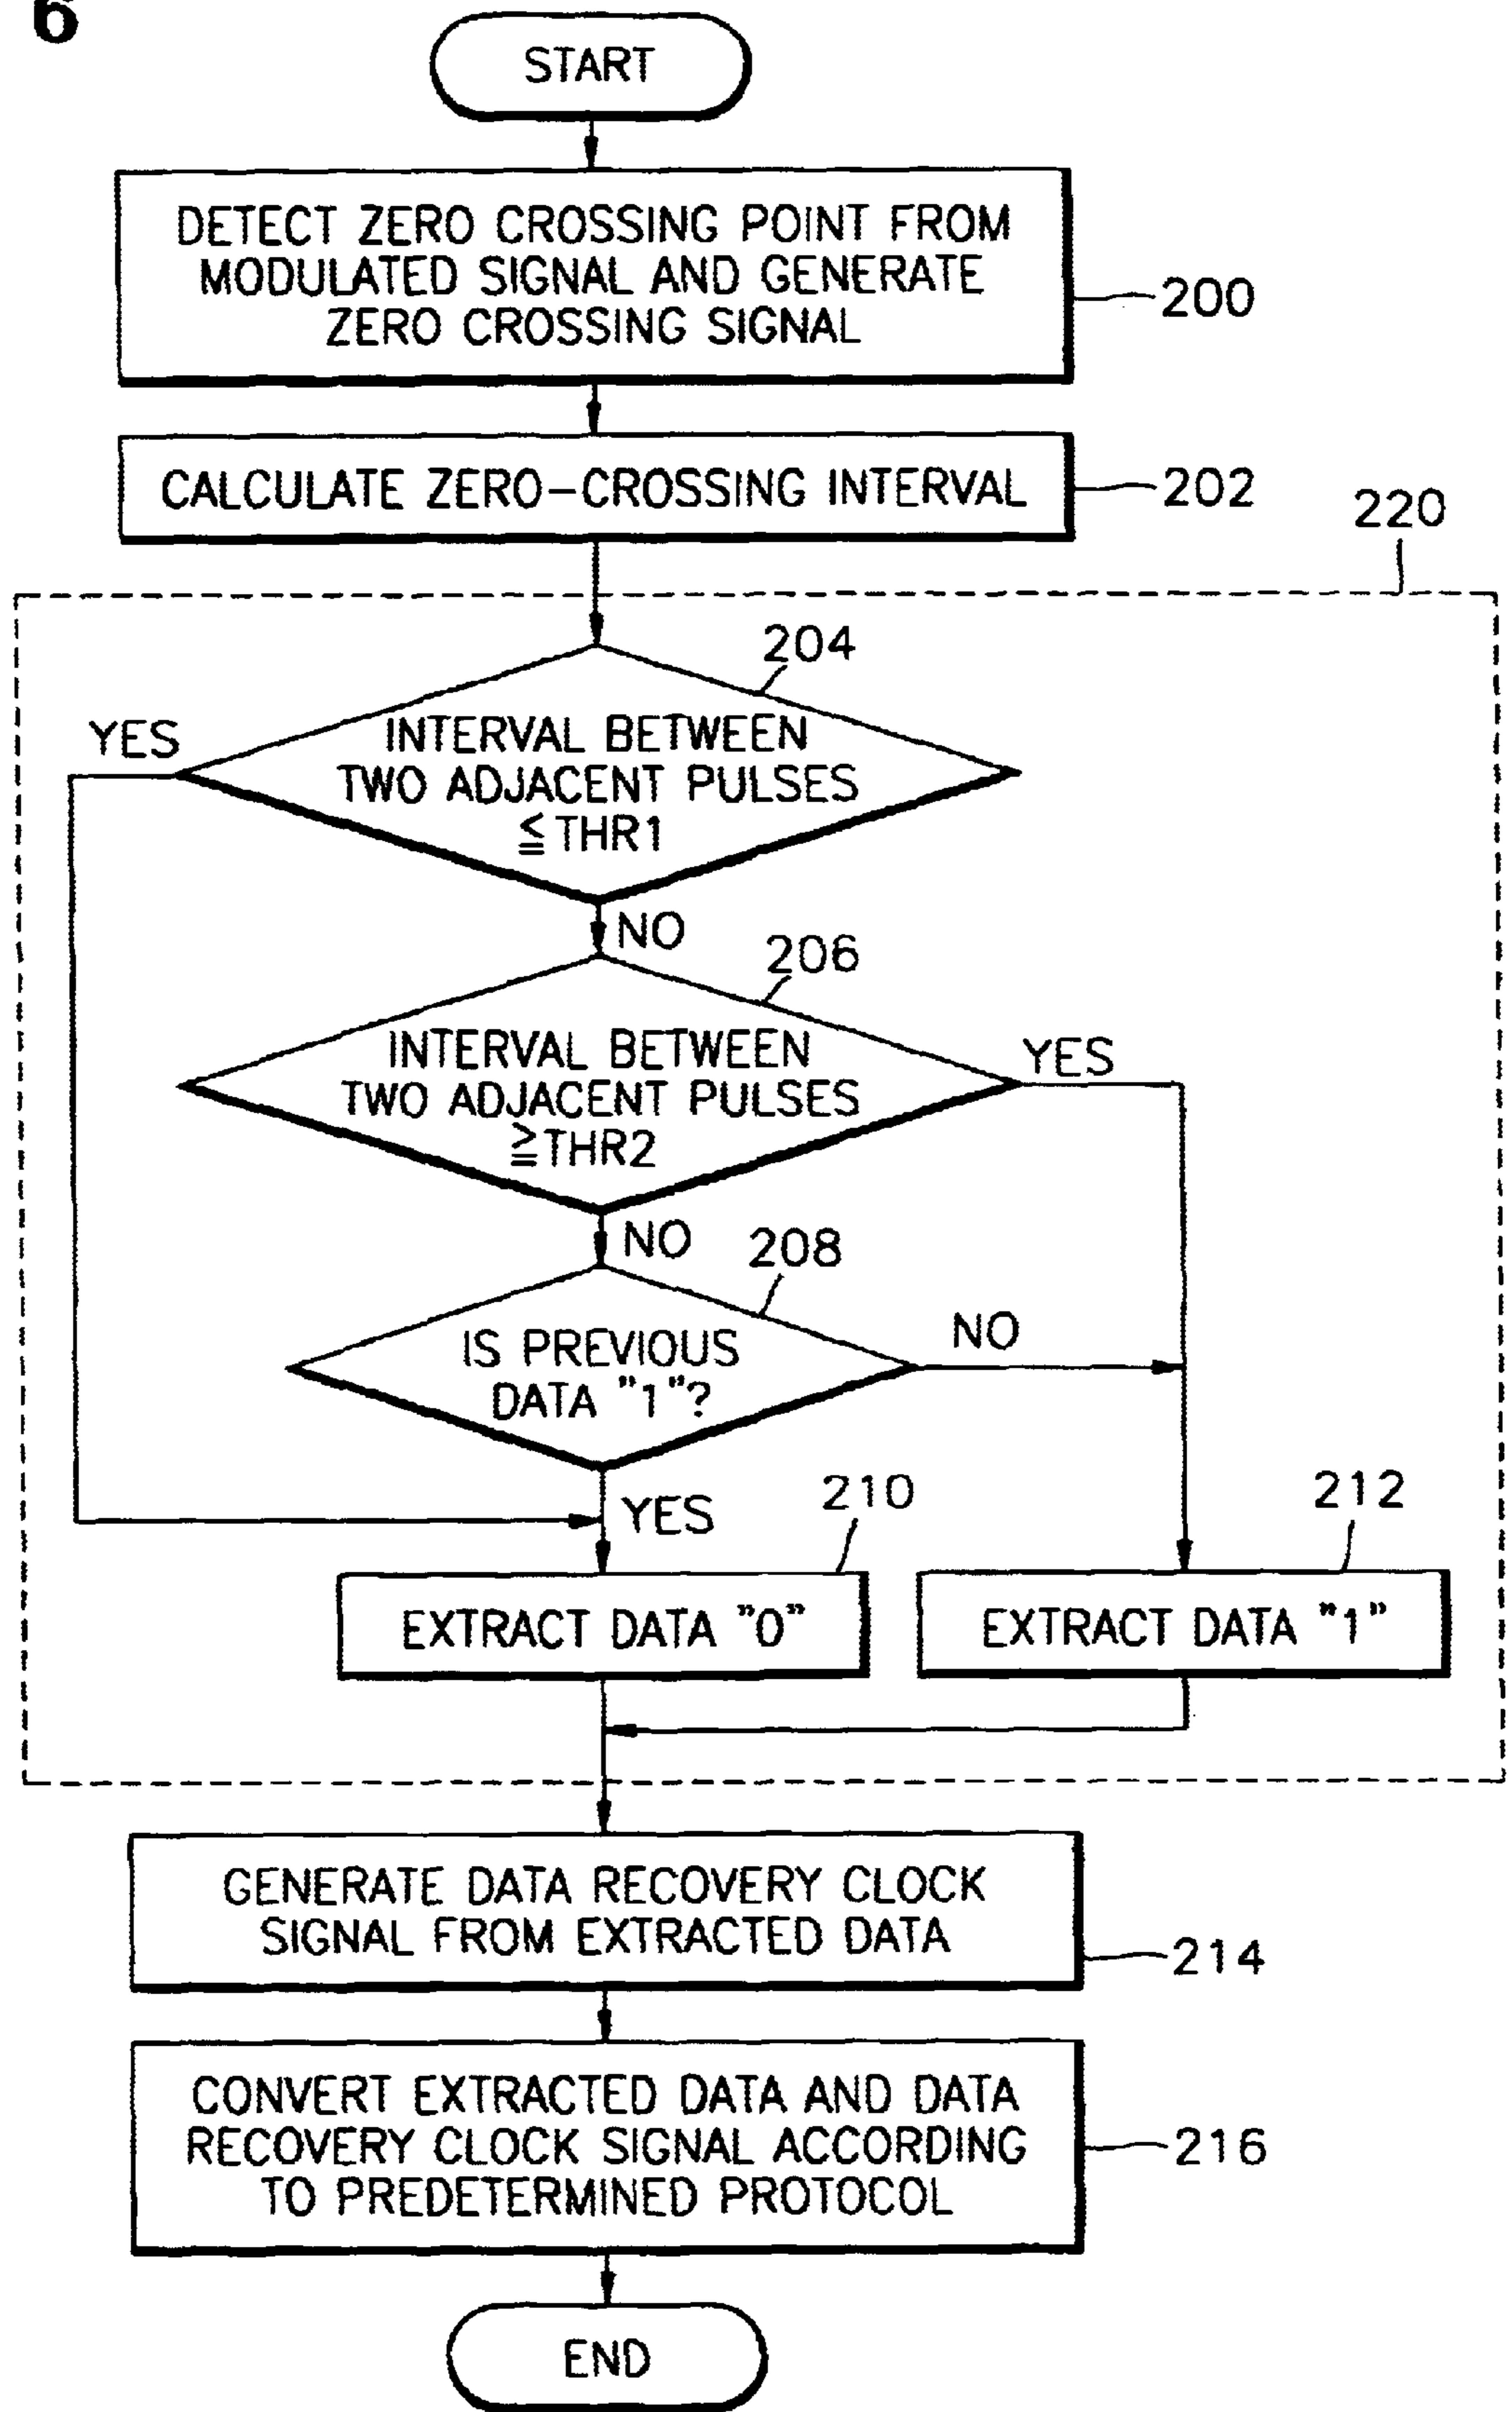 6
START
DETECT ZERO CROSSING POINT FROM
MODULATED SIGNAL AND GENERATE
ZERO CROSSING SIGNAL
200
CALCULATE ZERO-CROSSING INTERVAL
202
220
204
YES
INTERVAL BETWEEN
TWO ADJACENT PULSES
≦THR1
NO
206
INTERVAL BETWEEN
TWO ADJACENT PULSES
≧THR2
YES
NO
208
IS PREVIOUS
DATA "1"?
NO
YES
210
212
EXTRACT DATA "0"
EXTRACT DATA "1"
GENERATE DATA RECOVERY CLOCK
SIGNAL FROM EXTRACTED DATA
214
CONVERT EXTRACTED DATA AND DATA
RECOVERY CLOCK SIGNAL ACCORDING
TO PREDETERMINED PROTOCOL
216
END